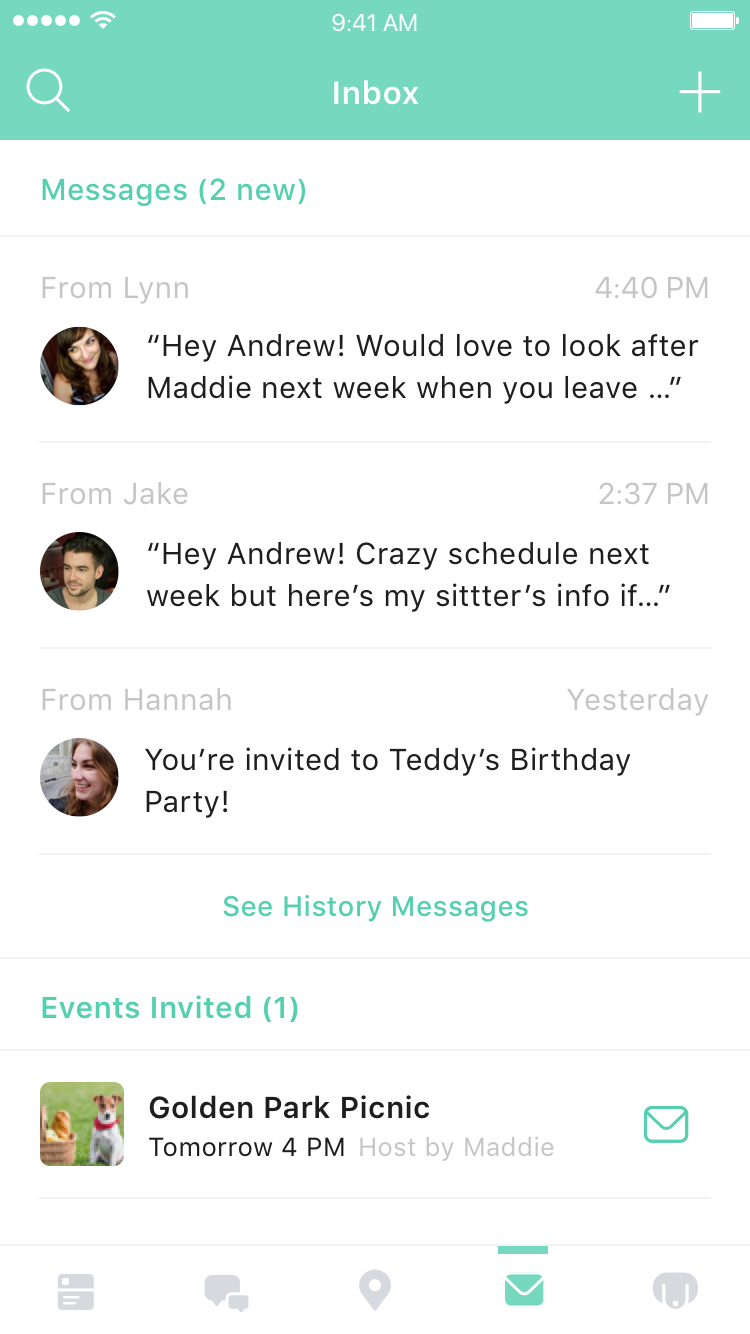 9:41 AM
Inbox
Messages (2 new)
From Lynn 4:40 PM
“Hey Andrew! Would love to look after
Maddie next week when you leave ...”
From Jake 2:37 PM
“Hey Andrew! Crazy schedule next
week but here’s my sittter’s info if...”
From Hannah Yesterday
You’re invited to Teddy’s Birthday
Party!
See History Messages
Events Invited (1)
Golden Park Picnic
Tomorrow 4 PM Host by Maddie